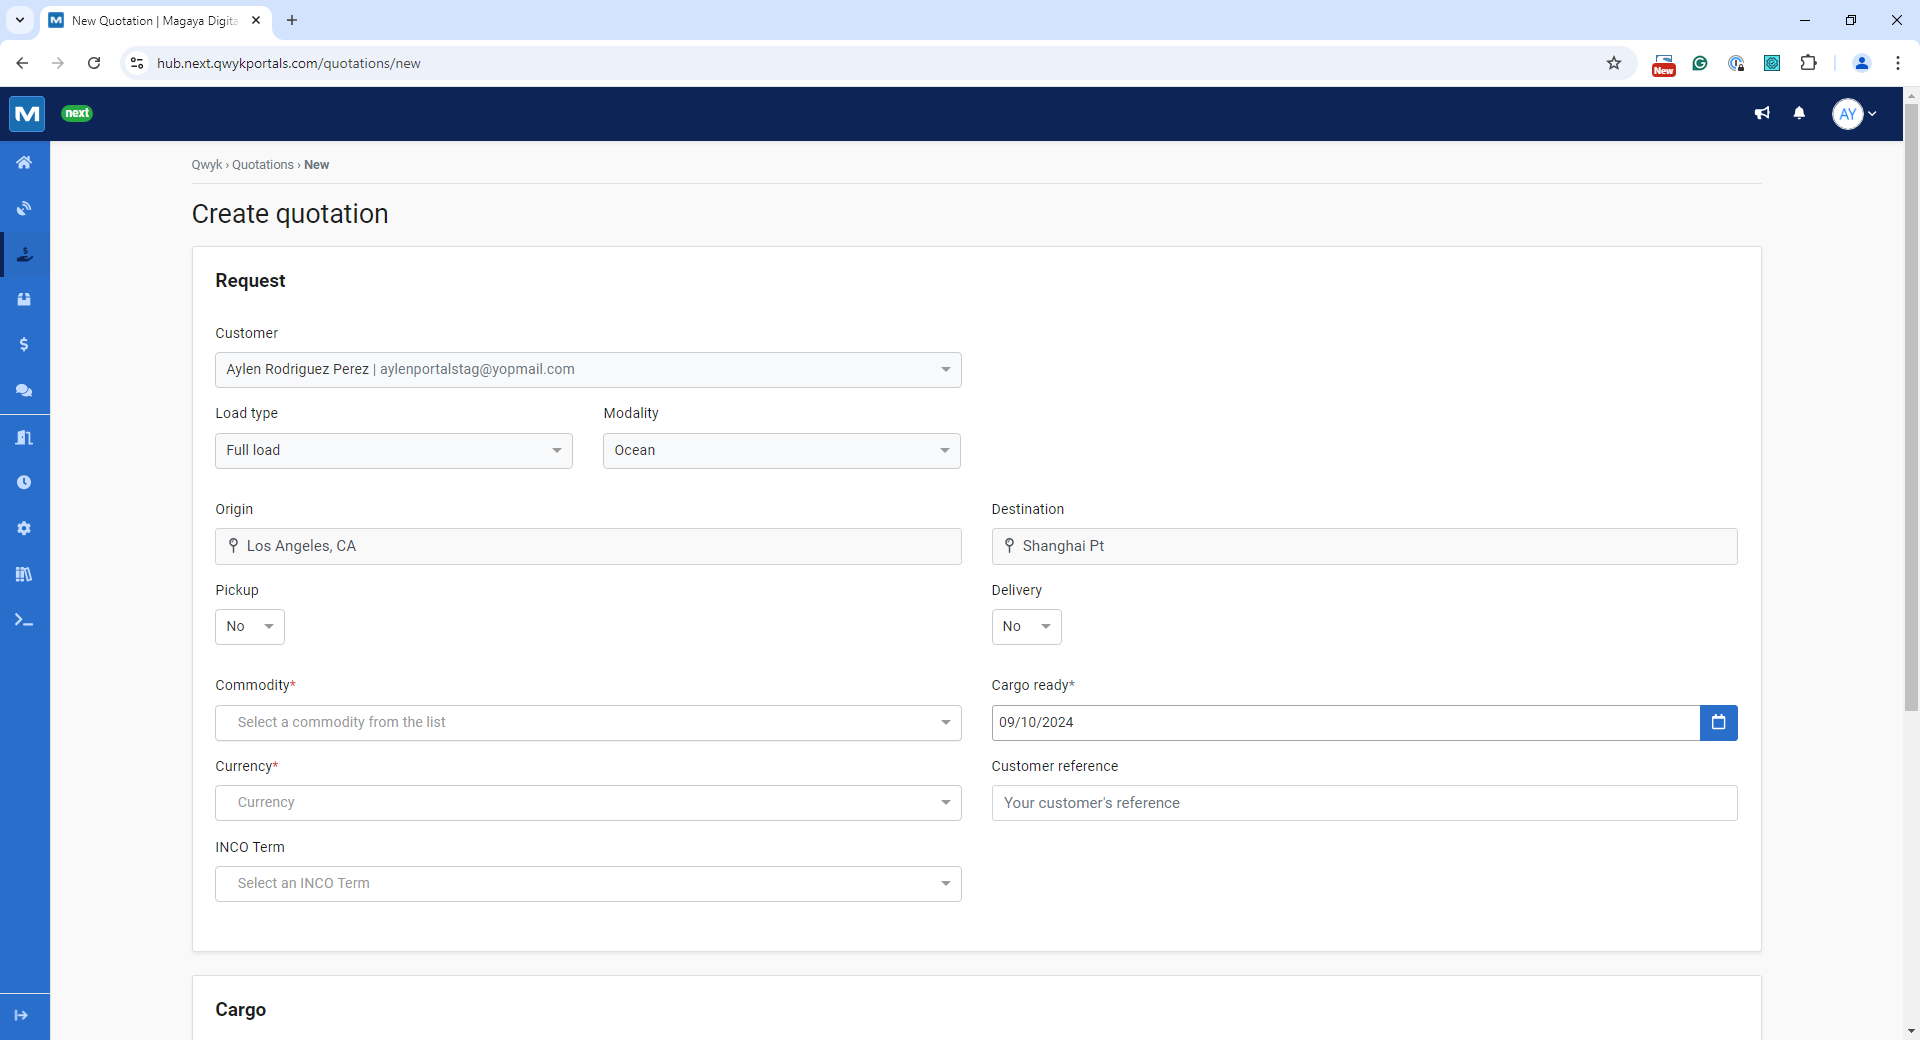 New Quotation | Magaya Digita
hub.next.qwykportals.com/quotations/new
New
next
AY
Qwyk › Quotations › New
Create quotation
Request
Customer
Aylen Rodriguez Perez | aylenportalstag@yopmail.com
Load type
Modality
Full load
Ocean
Origin
Destination
Los Angeles, CA
Shanghai Pt
Pickup
Delivery
No
No
Commodity*
Cargo ready*
Select a commodity from the list
09/10/2024
Currency*
Customer reference
Currency
Your customer's reference
INCO Term
Select an INCO Term
Cargo